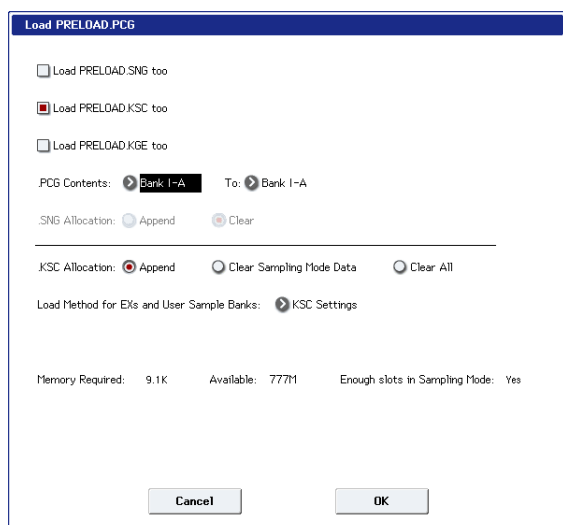 Load PRELOAD.PCG
Load PRELOAD.SNG too
Load PRELOAD.KSC too
Load PRELOAD.KGE too
.PCG Contents: Bank I-A To: Bank I-A
.SNG Allocation: Append Clear
.KSC Allocation: Append Clear Sampling Mode Data Clear All
Load Method for EXs and User Sample Banks: KSC Settings
Memory Required: 9.1K Available: 777M Enough slots in Sampling Mode: Yes
Cancel OK